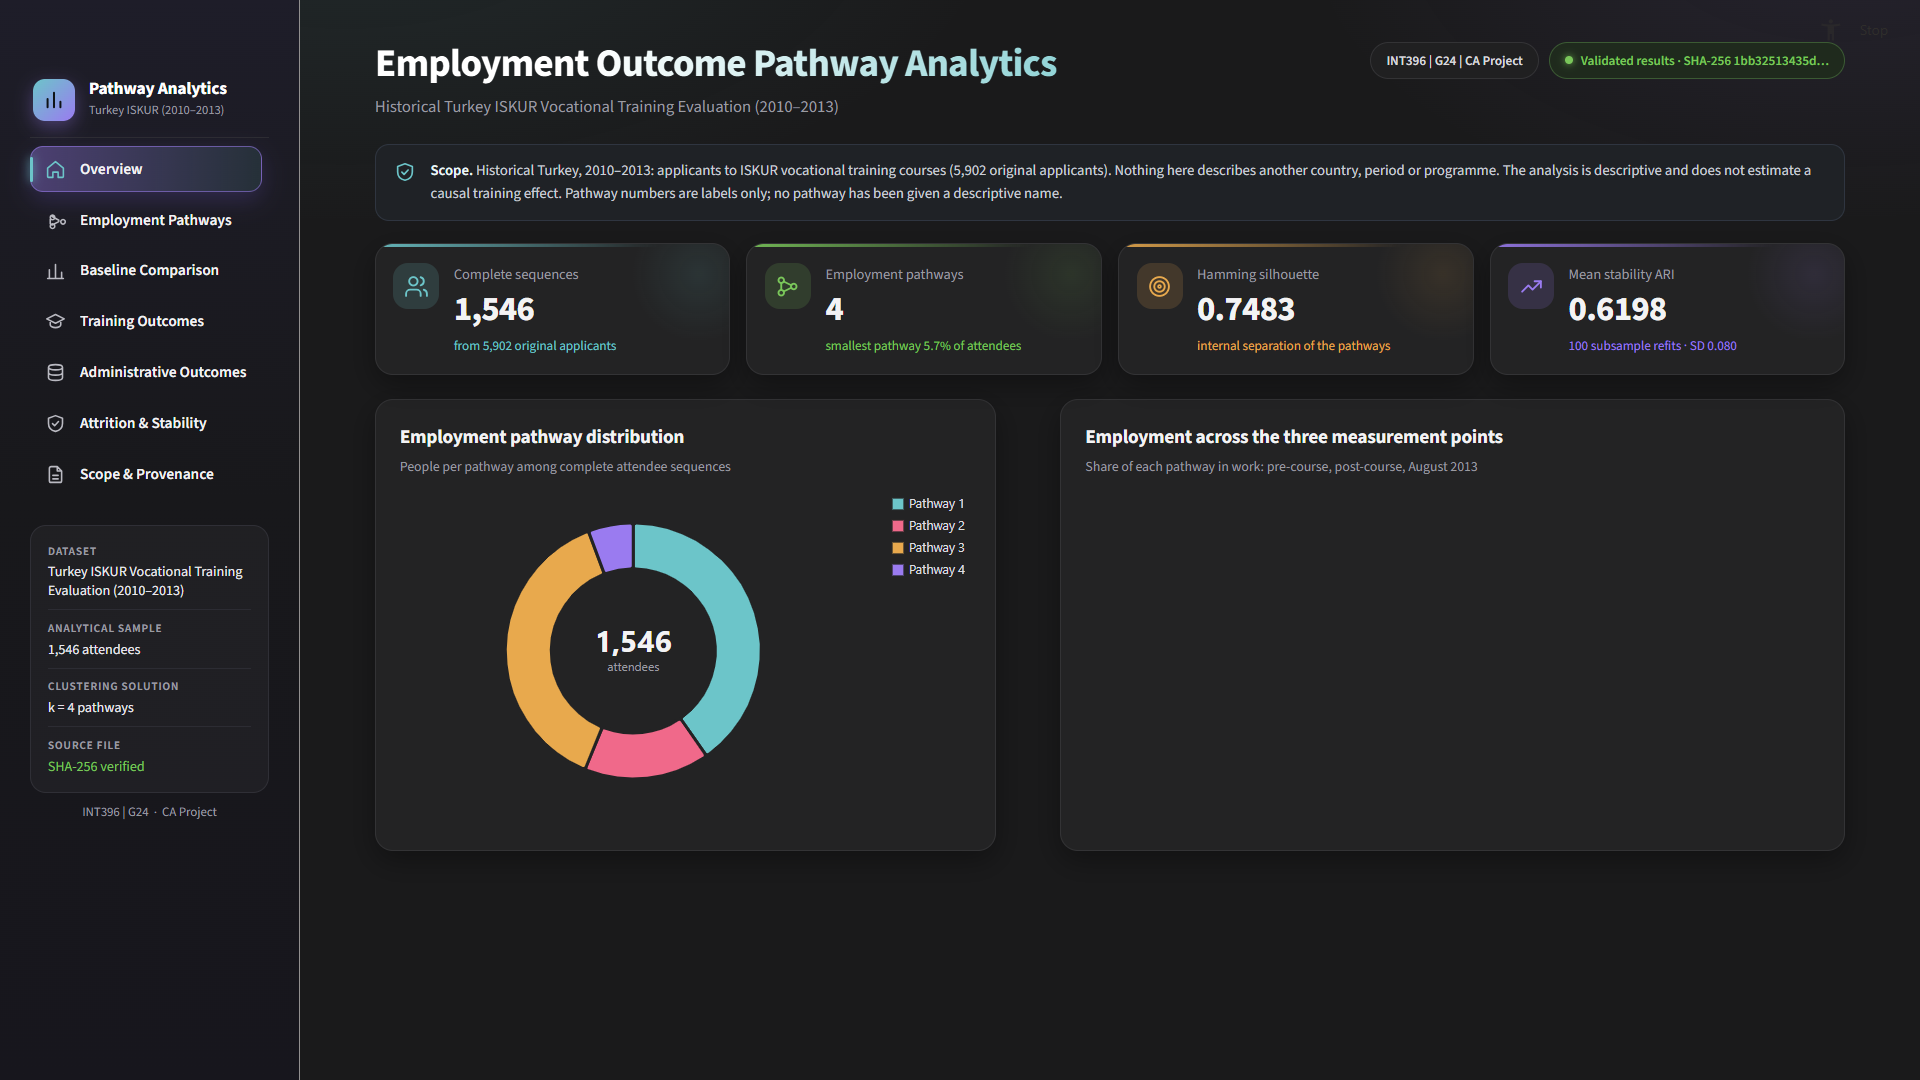 Pathway Analytics
Turkey ISKUR (2010–2013)
Overview
Employment Pathways
Baseline Comparison
Training Outcomes
Administrative Outcomes
Attrition & Stability
Scope & Provenance
DATASET
Turkey ISKUR Vocational Training
Evaluation (2010–2013)
ANALYTICAL SAMPLE
1,546 attendees
CLUSTERING SOLUTION
k = 4 pathways
SOURCE FILE
SHA-256 verified
INT396 | G24 · CA Project
Stop
Employment Outcome Pathway Analytics
INT396 | G24 | CA Project
Validated results · SHA-256 1bb32513435d…
Historical Turkey ISKUR Vocational Training Evaluation (2010–2013)
Scope. Historical Turkey, 2010–2013: applicants to ISKUR vocational training courses (5,902 original applicants). Nothing here describes another country, period or programme. The analysis is descriptive and does not estimate a
causal training effect. Pathway numbers are labels only; no pathway has been given a descriptive name.
Complete sequences
1,546
from 5,902 original applicants
Employment pathways
4
smallest pathway 5.7% of attendees
Hamming silhouette
0.7483
internal separation of the pathways
Mean stability ARI
0.6198
100 subsample refits · SD 0.080
Employment pathway distribution
People per pathway among complete attendee sequences
Pathway 1
Pathway 2
Pathway 3
Pathway 4
1,546
attendees
Employment across the three measurement points
Share of each pathway in work: pre-course, post-course, August 2013